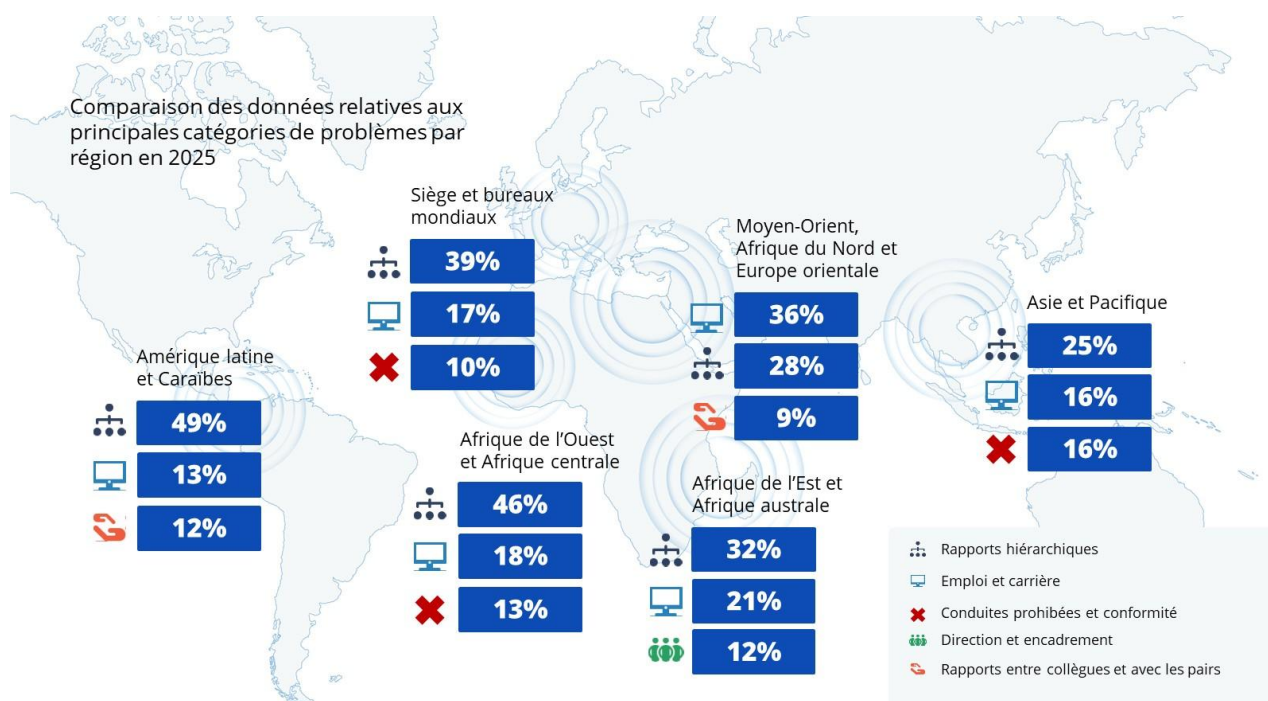 Comparaison des données relatives aux
principales catégories de problèmes par
région en 2025
Siège et bureaux
mondiaux
39%
17%
10%
Moyen-Orient,
Afrique du Nord et
Europe orientale
36%
28%
9%
Asie et Pacifique
25%
16%
16%
Amérique latine
et Caraïbes
49%
13%
12%
Afrique de l’Ouest
et Afrique centrale
46%
18%
13%
Afrique de l’Est et
Afrique australe
32%
21%
12%
Rapports hiérarchiques
Emploi et carrière
Conduites prohibées et conformité
Direction et encadrement
Rapports entre collègues et avec les pairs